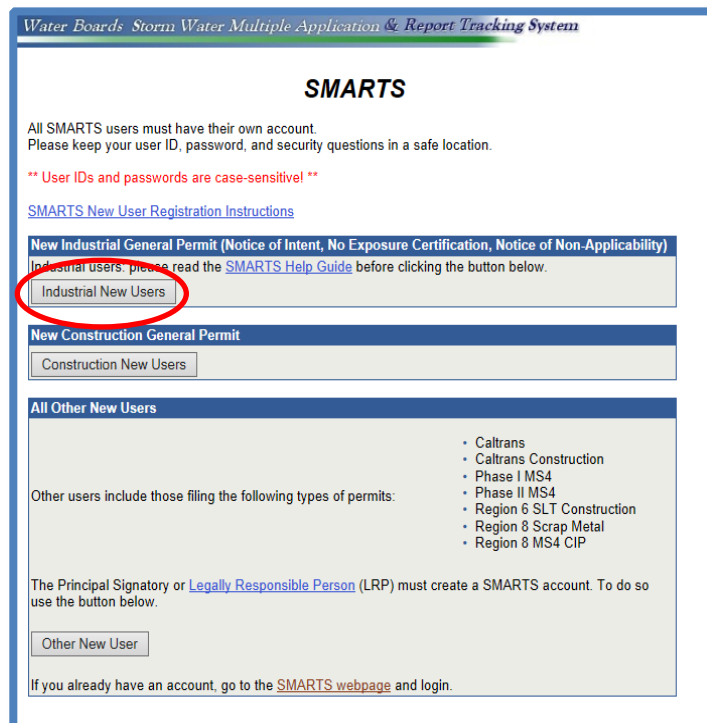 Water Boards Storm Water Multiple Application & Report Tracking System
SMARTS
All SMARTS users must have their own account.
Please keep your user ID, password, and security questions in a safe location.
** User IDs and passwords are case-sensitive! **
SMARTS New User Registration Instructions
New Industrial General Permit (Notice of Intent, No Exposure Certification, Notice of Non-Applicability)
Industrial users: please read the SMARTS Help Guide before clicking the button below.
Industrial New Users
New Construction General Permit
Construction New Users
All Other New Users
Other users include those filing the following types of permits:
• Caltrans
• Caltrans Construction
• Phase I MS4
• Phase II MS4
• Region 6 SLT Construction
• Region 8 Scrap Metal
• Region 8 MS4 CIP
The Principal Signatory or Legally Responsible Person (LRP) must create a SMARTS account. To do so
use the button below.
Other New User
If you already have an account, go to the SMARTS webpage and login.